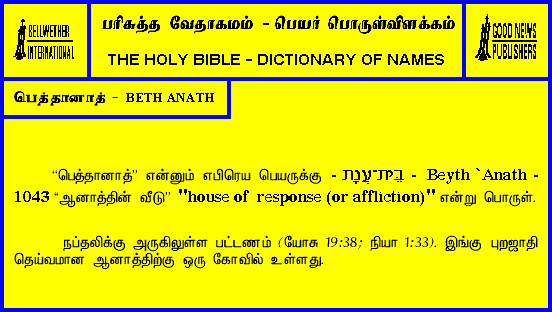 BELLWETHER
INTERNATIONAL
பரிசுத்த வேதாகமம் - பெயர் பொருள்விளக்கம்
THE HOLY BIBLE - DICTIONARY OF NAMES
GOOD NEWS
PUBLISHERS
பெத்தானாத் - BETH ANATH
“பெத்தானாத்” என்னும் எபிரெய பெயருக்கு - בֵּית־עֲנָת - Beyth `Anath -
1043 “ஆனாத்தின் வீடு” "house of response (or affliction)" என்று பொருள்.
நப்தலிக்கு அருகிலுள்ள பட்டணம் (யோசு 19:38; நியா 1:33). இங்கு புறஜாதி
தெய்வமான ஆனாத்திற்கு ஒரு கோவில் உள்ளது.